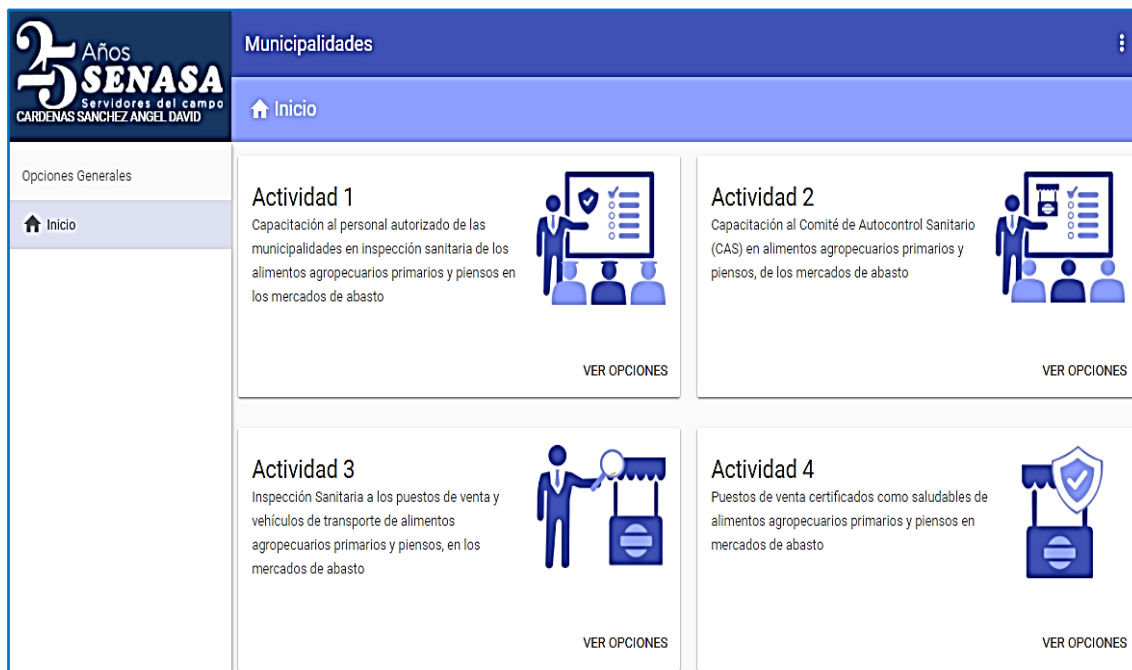 25 Años
SENASA
Servidores del campo
CARDENAS SANCHEZ ANGEL DAVID
Municipalidades
Inicio
Opciones Generales
Inicio
Actividad 1
Capacitación al personal autorizado de las
municipalidades en inspección sanitaria de los
alimentos agropecuarios primarios y piensos en
los mercados de abasto
VER OPCIONES
Actividad 2
Capacitación al Comité de Autocontrol Sanitario
(CAS) en alimentos agropecuarios primarios y
piensos, de los mercados de abasto
VER OPCIONES
Actividad 3
Inspección Sanitaria a los puestos de venta y
vehículos de transporte de alimentos
agropecuarios primarios y piensos, en los
mercados de abasto
VER OPCIONES
Actividad 4
Puestos de venta certificados como saludables de
alimentos agropecuarios primarios y piensos en
mercados de abasto
VER OPCIONES